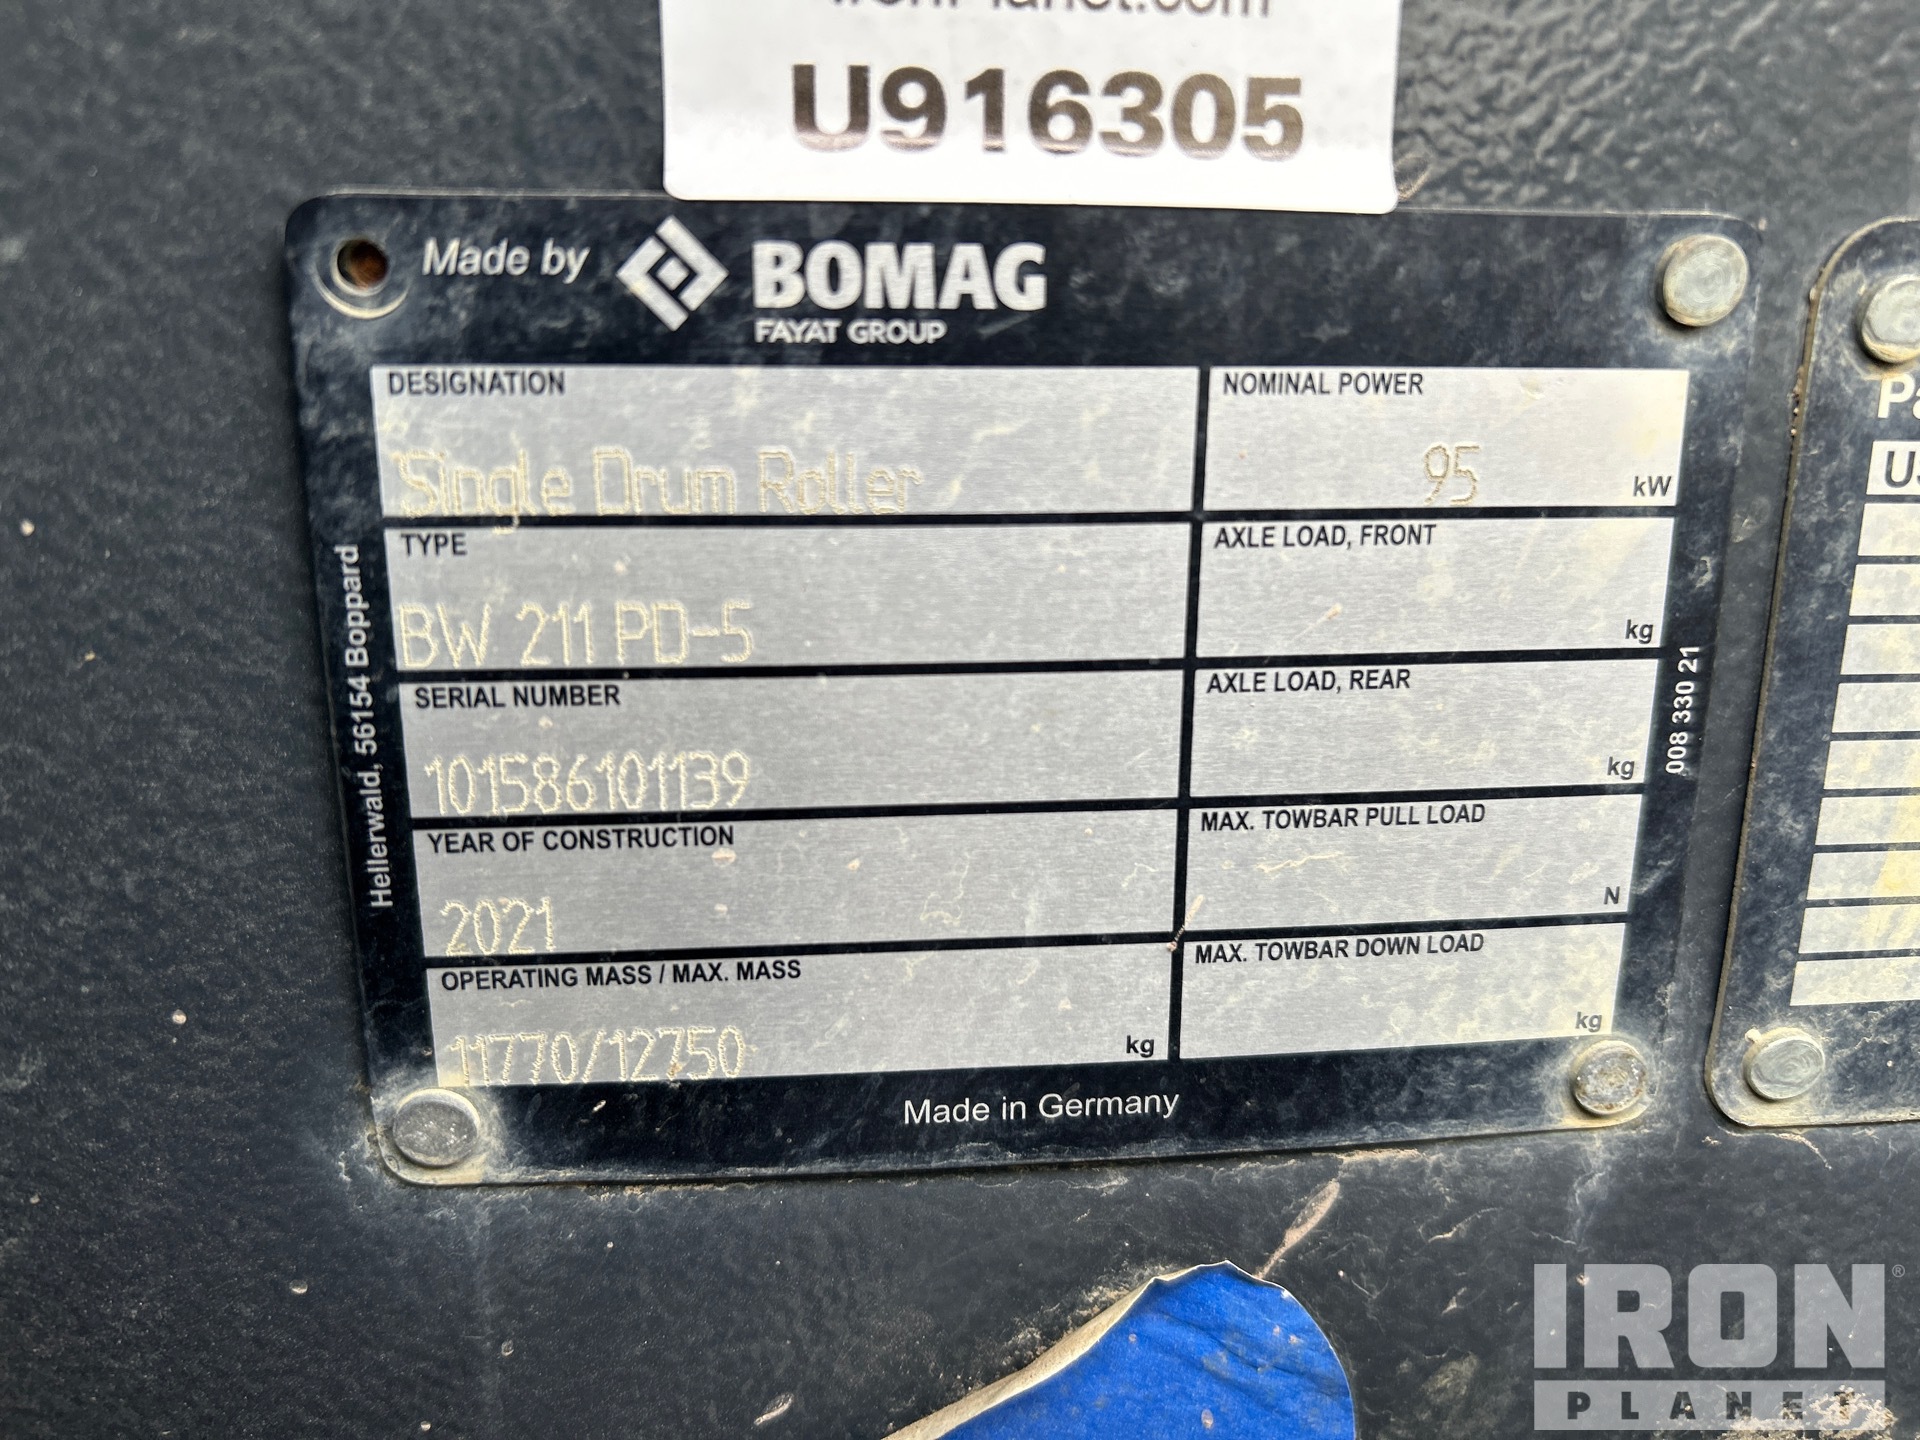 U916305
Made by BOMAG
FAYAT GROUP
DESIGNATION
Single Drum Roller
NOMINAL POWER
95 kW
TYPE
BW 211 PD-5
AXLE LOAD, FRONT
kg
SERIAL NUMBER
101586101139
AXLE LOAD, REAR
kg
YEAR OF CONSTRUCTION
2021
MAX. TOWBAR PULL LOAD
N
OPERATING MASS / MAX. MASS
11770/12750 kg
MAX. TOWBAR DOWN LOAD
kg
Made in Germany
Hellerwald, 56154 Boppard
008 330 21
IRON®
PLANET